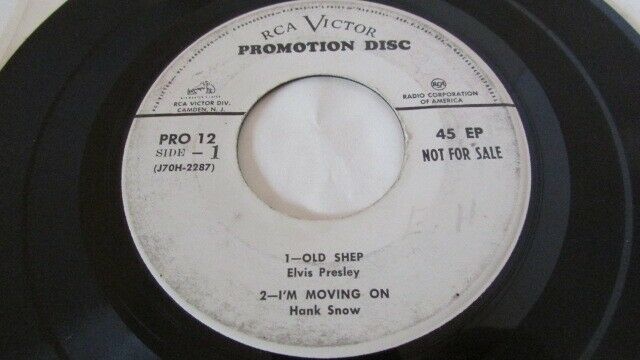 RCA VICTOR
PROMOTION DISC
RCA VICTOR DIV.
CAMDEN, N. J.
RCA
RADIO CORPORATION
OF AMERICA
PRO 12
SIDE - 1
(J70H-2287)
45 EP
NOT FOR SALE
E. H
1—OLD SHEP
Elvis Presley
2—I'M MOVING ON
Hank Snow